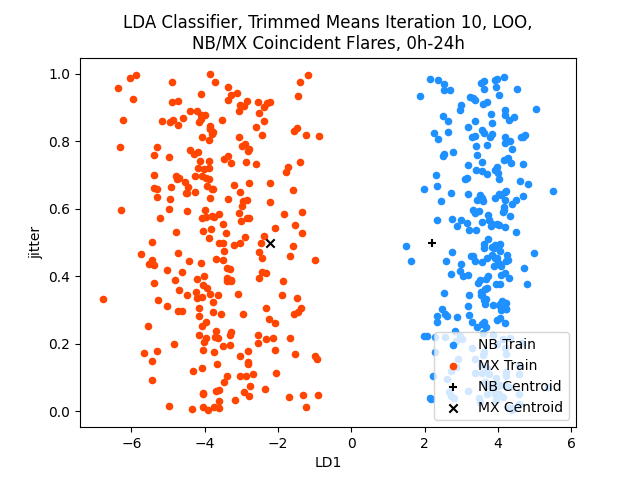 LDA Classifier, Trimmed Means Iteration 10, LOO,
NB/MX Coincident Flares, 0h-24h
1.0
0.8
0.6
0.4
0.2
0.0
jitter
−6
−4
−2
0
2
4
6
LD1
NB Train
MX Train
NB Centroid
MX Centroid